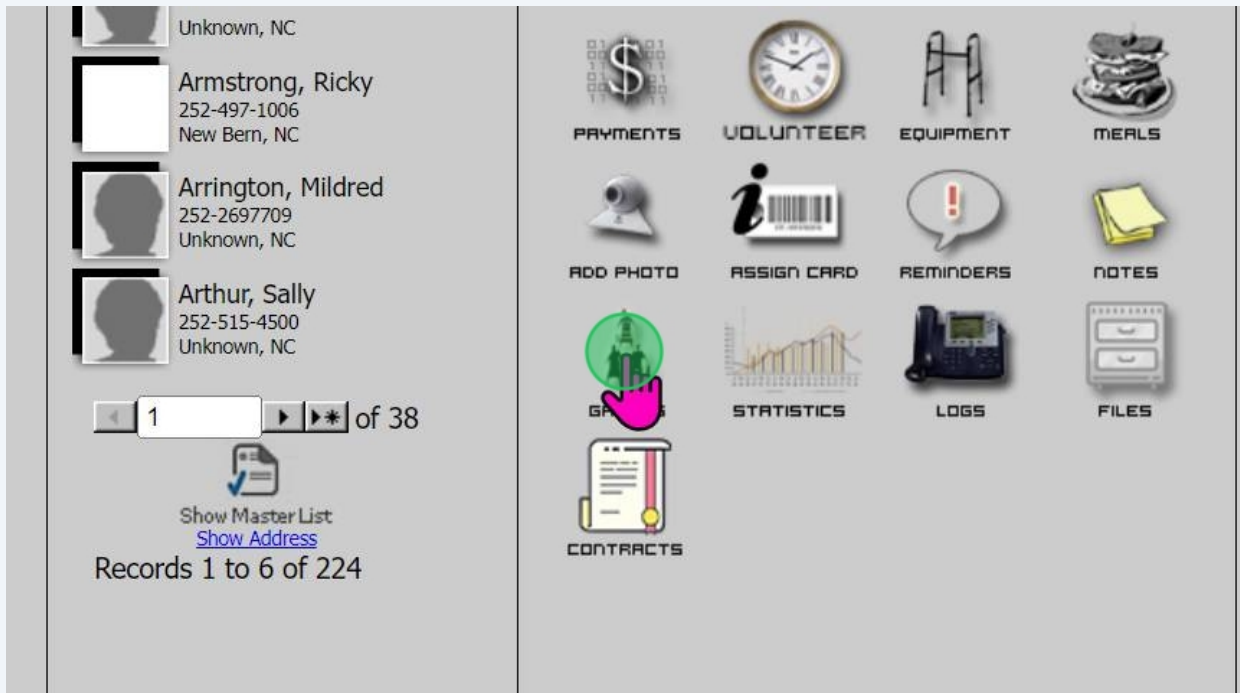 Unknown, NC
Armstrong, Ricky
252-497-1006
New Bern, NC
Arrington, Mildred
252-2697709
Unknown, NC
Arthur, Sally
252-515-4500
Unknown, NC
1 of 38
Show Master List
Show Address
Records 1 to 6 of 224
PAYMENTS VOLUNTEER EQUIPMENT MEALS
ADD PHOTO ASSIGN CARD REMINDERS NOTES
STATISTICS LOGS FILES
CONTRACTS